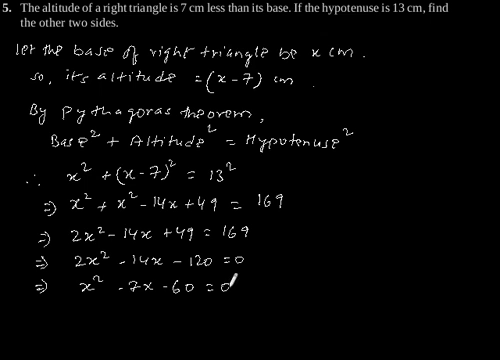 5. The altitude of a right triangle is 7 cm less than its base. If the hypotenuse is 13 cm, find
the other two sides.
let the base of right triangle be x cm.
so, its altitude = (x-7) cm.
By Pythagoras theorem,
Base² + Altitude² = Hypotenuse²
∴ x² + (x-7)² = 13²
⇒ x² + x² - 14x + 49 = 169
⇒ 2x² - 14x + 49 = 169
⇒ 2x² - 14x - 120 = 0
⇒ x² - 7x - 60 = 0